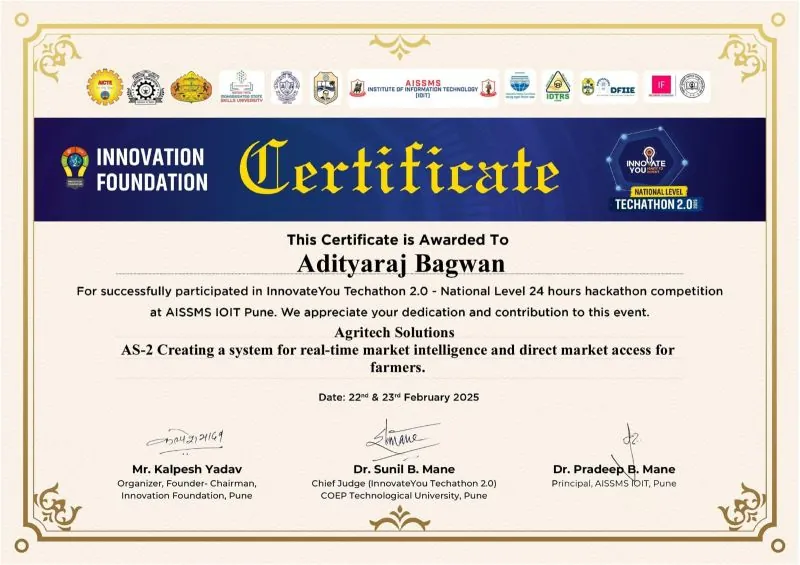 AICTE
MAHARASHTRA STATE
SKILLS UNIVERSITY
AISSMS
INSTITUTE OF INFORMATION TECHNOLOGY
(IOIT)
IDTRS
DFIIE
IF
INNOVATION
FOUNDATION
Certificate
INNOVATE
YOU
NATIONAL LEVEL
TECHATHON 2.0
This Certificate is Awarded To
Adityaraj Bagwan
For successfully participated in InnovateYou Techathon 2.0 - National Level 24 hours hackathon competition
at AISSMS IOIT Pune. We appreciate your dedication and contribution to this event.
Agritech Solutions
AS-2 Creating a system for real-time market intelligence and direct market access for
farmers.
Date: 22nd & 23rd February 2025
Mr. Kalpesh Yadav
Organizer, Founder- Chairman,
Innovation Foundation, Pune
Dr. Sunil B. Mane
Chief Judge (InnovateYou Techathon 2.0)
COEP Technological University, Pune
Dr. Pradeep B. Mane
Principal, AISSMS IOIT, Pune